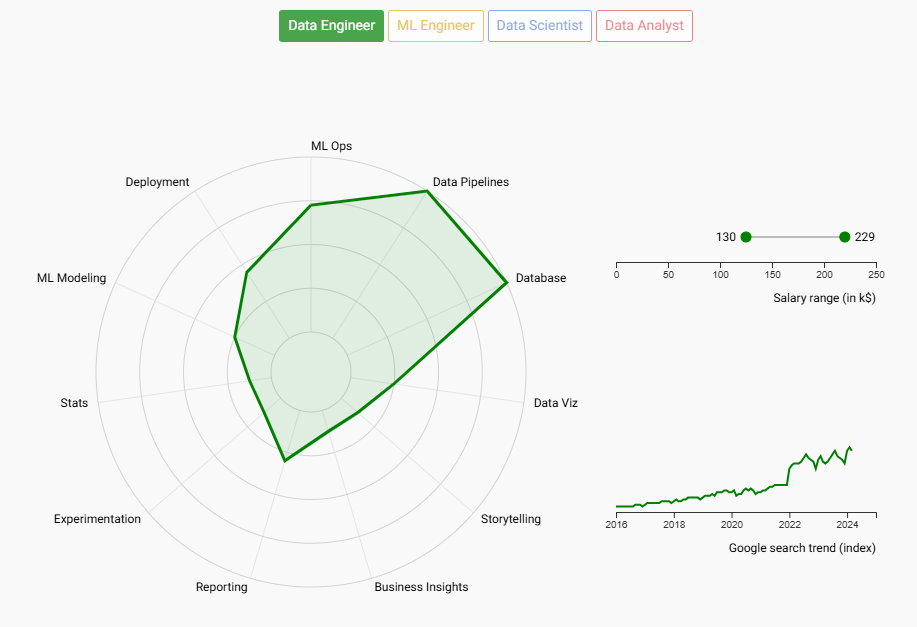 Data Engineer
ML Engineer
Data Scientist
Data Analyst
ML Ops
Deployment
Data Pipelines
ML Modeling
Database
Stats
Data Viz
Experimentation
Storytelling
Reporting
Business Insights
130
229
0 50 100 150 200 250
Salary range (in k$)
2016 2018 2020 2022 2024
Google search trend (index)